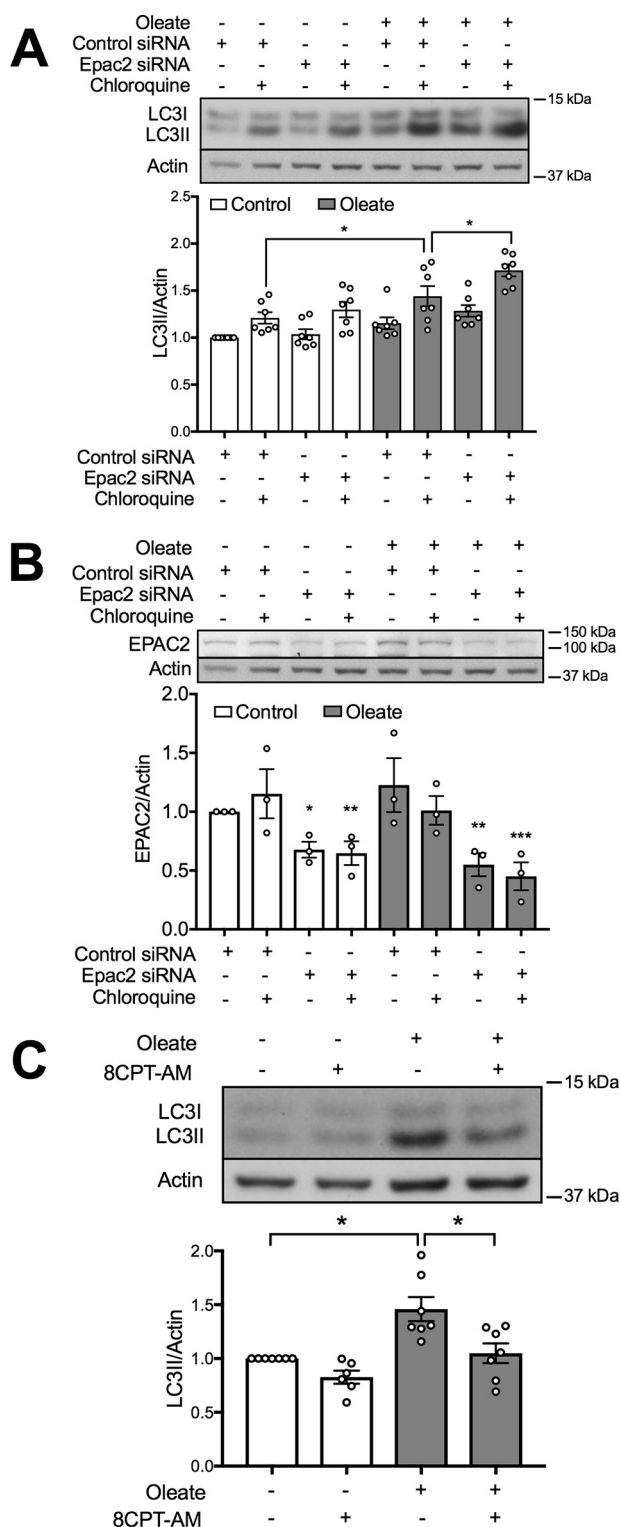 A
Oleate - - - - + + + +
Control siRNA + + - - + + - -
Epac2 siRNA - - + + - - + +
Chloroquine - + - + - + - +
15 kDa
LC3I
LC3II
Actin
37 kDa
2.5
Control Oleate
* *
2.0
1.5
LC3II/Actin
1.0
0.5
0.0
Control siRNA + + - - + + - -
Epac2 siRNA - - + + - - + +
Chloroquine - + - + - + - +
B
Oleate - - - - + + + +
Control siRNA + + - - + + - -
Epac2 siRNA - - + + - - + +
Chloroquine - + - + - + - +
150 kDa
EPAC2
100 kDa
Actin
37 kDa
2.0
Control Oleate
1.5
EPAC2/Actin
1.0
* ** ** ***
0.5
0.0
Control siRNA + + - - + + - -
Epac2 siRNA - - + + - - + +
Chloroquine - + - + - + - +
C
Oleate - - + +
8CPT-AM - + - +
15 kDa
LC3I
LC3II
Actin
37 kDa
* *
2.0
1.5
LC3II/Actin
1.0
0.5
0.0
Oleate - - + +
8CPT-AM - + - +